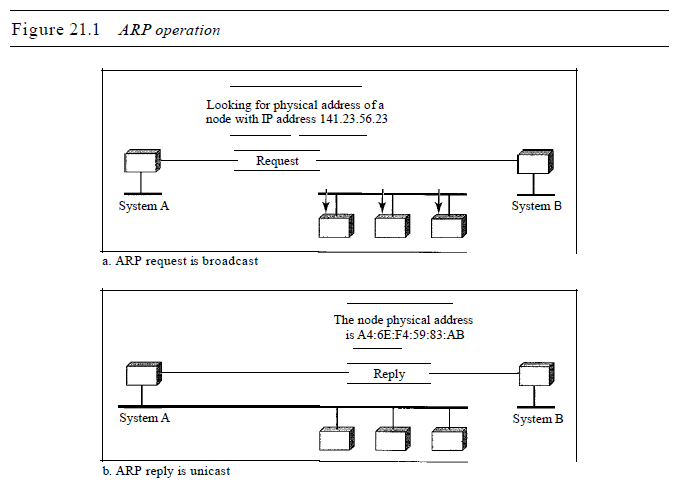 Figure 21.1 ARP operation
Looking for physical address of a
node with IP address 141.23.56.23
Request
System A
System B
a. ARP request is broadcast
The node physical address
is A4:6E:F4:59:83:AB
Reply
System A
System B
b. ARP reply is unicast